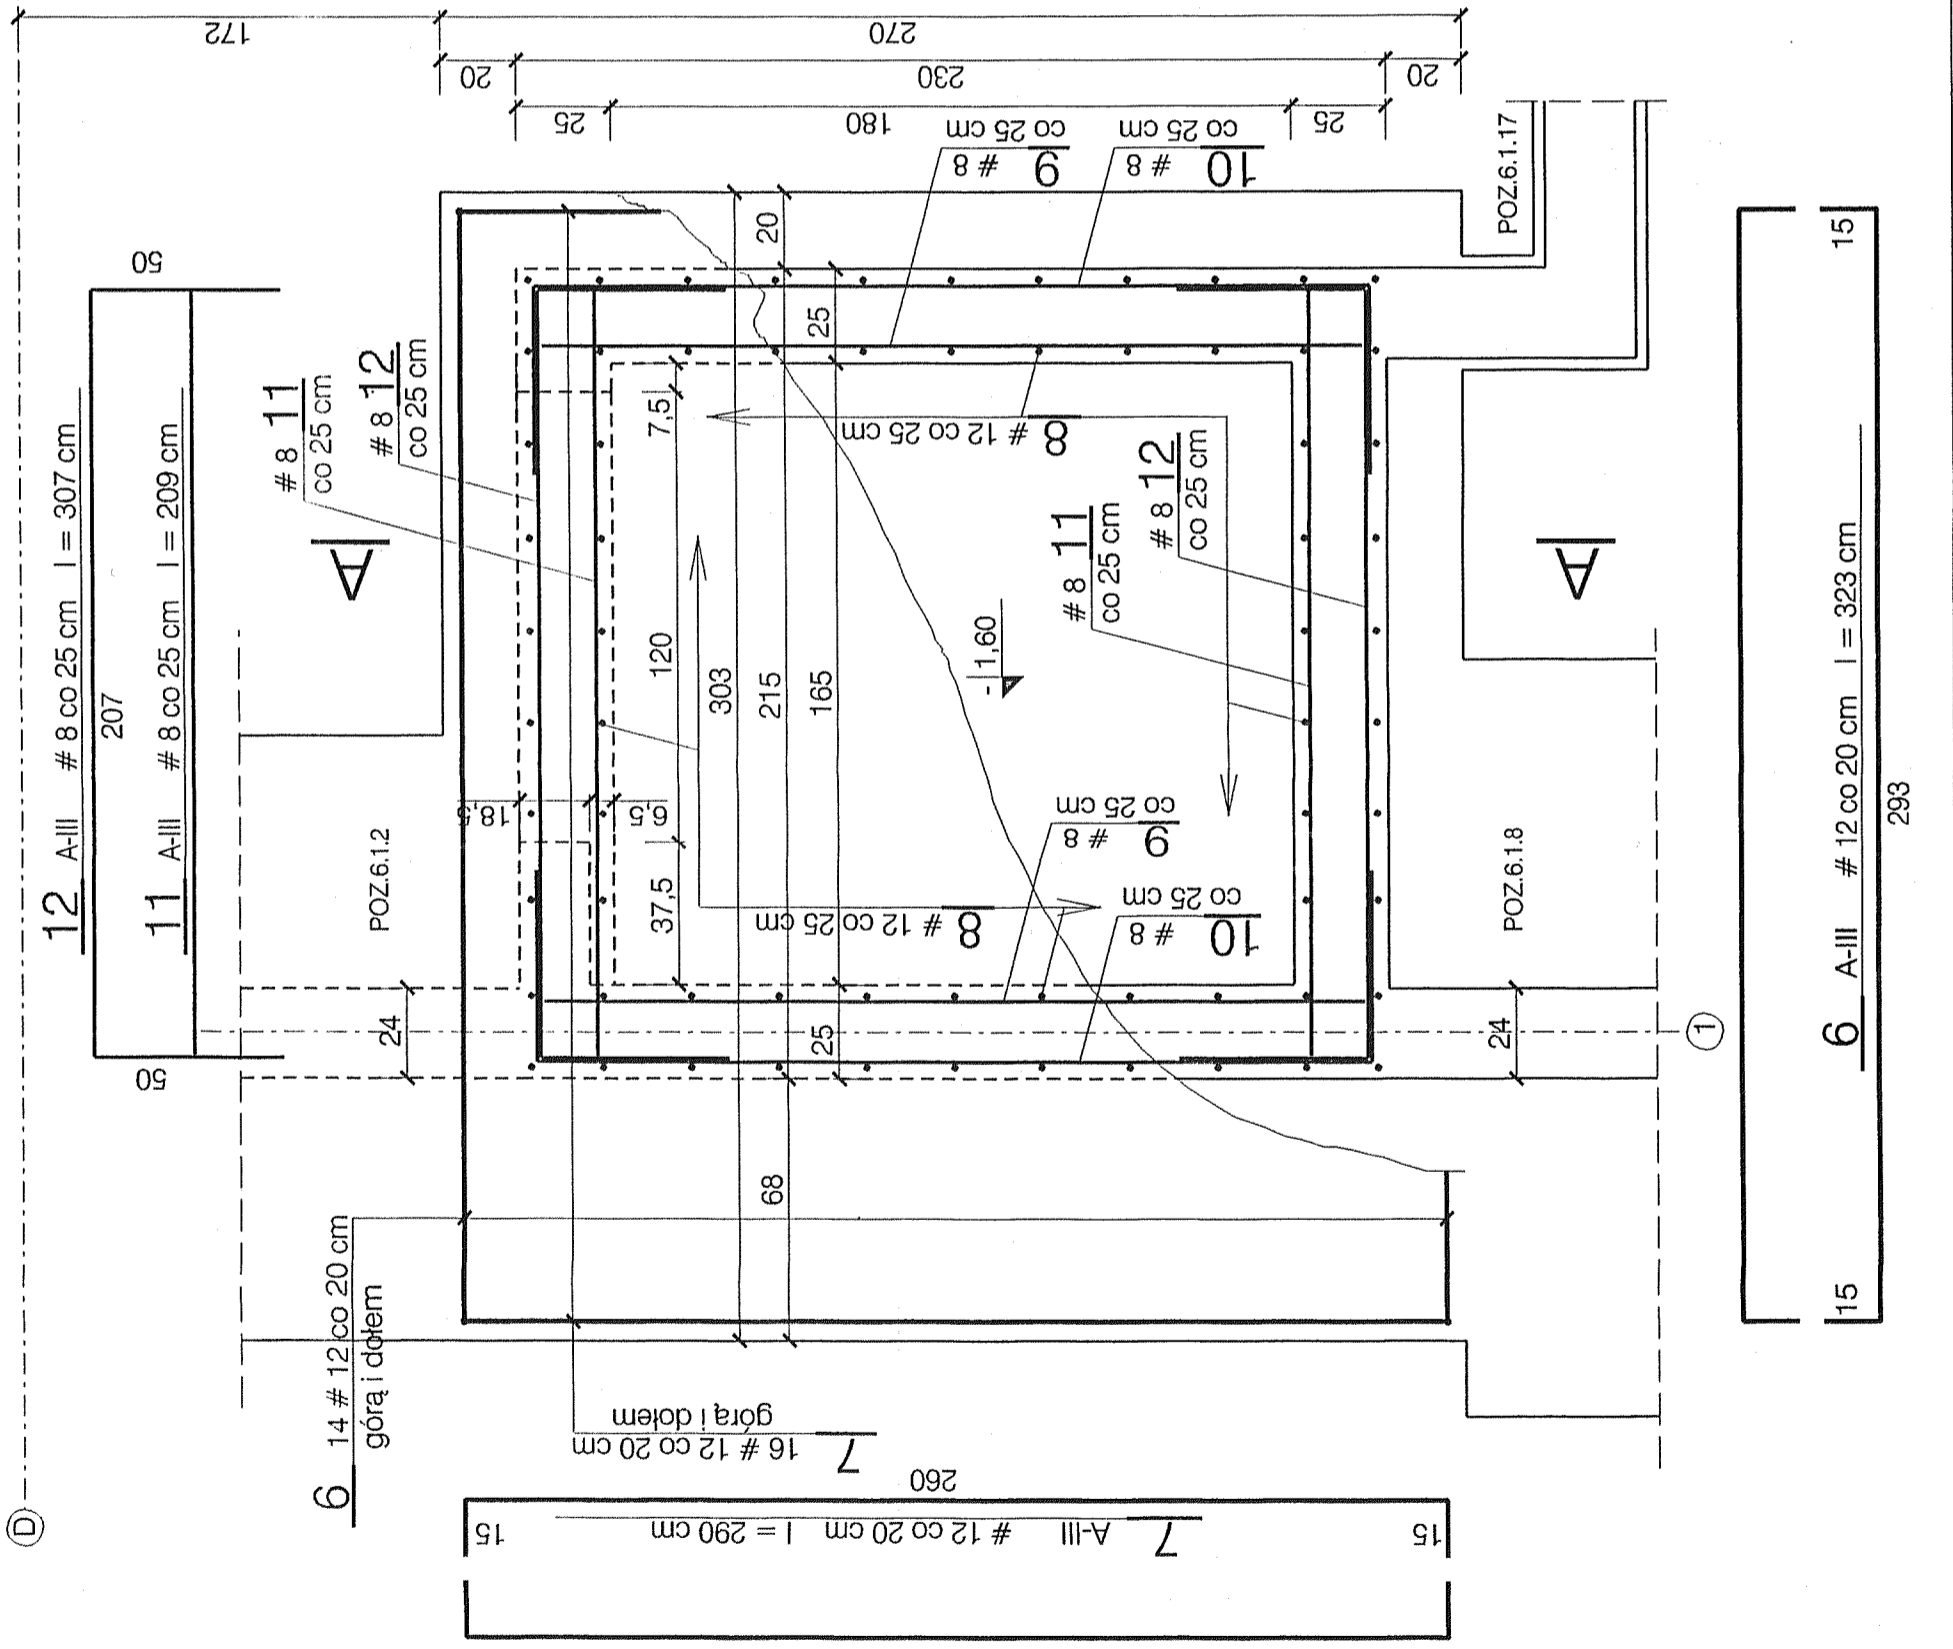 172
270
20
230
20
25
180
25
12 A-III # 8 co 25 cm l = 307 cm
50
207
50
11 A-III # 8 co 25 cm l = 209 cm
# 8 11
co 25 cm
# 8 12
co 25 cm
A
POZ.6.1.2
24
18,5
6,5
7,5
120
37,5
303
20
215
68
25
165
25
# 8 9
co 25 cm
# 8 10
co 25 cm
8 # 12 co 25 cm
-1,60
8 # 12 co 25 cm
# 8 9
co 25 cm
# 8 10
co 25 cm
# 8 11
co 25 cm
# 8 12
co 25 cm
POZ.6.1.17
A
POZ.6.1.8
24
1
D
6 14 # 12 co 20 cm
górą i dołem
7 16 # 12 co 20 cm
górą i dołem
260
15
7 A-III # 12 co 20 cm l = 290 cm
15
6 A-III # 12 co 20 cm l = 323 cm
15
15
293